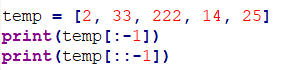 temp = [2, 33, 222, 14, 25]
print(temp[:-1])
print(temp[::-1])